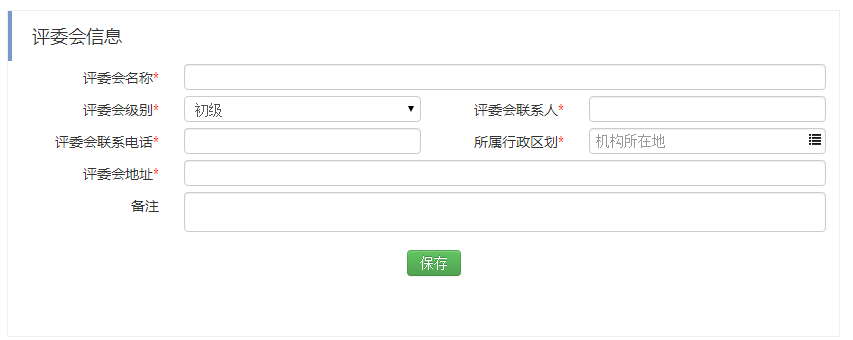 评委会信息
评委会名称*
评委会级别* 初级 评委会联系人*
评委会联系电话* 所属行政区划* 机构所在地
评委会地址*
备注
保存